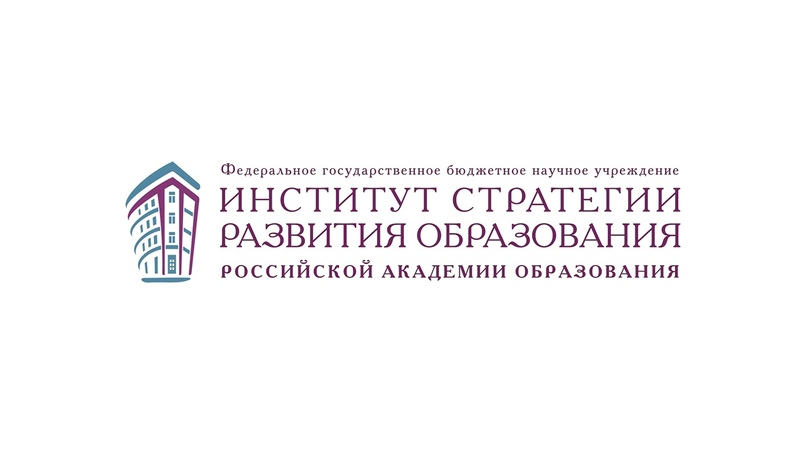 Федеральное государственное бюджетное научное учреждение
ИНСТИТУТ СТРАТЕГИИ
РАЗВИТИЯ ОБРАЗОВАНИЯ
РОССИЙСКОЙ АКАДЕМИИ ОБРАЗОВАНИЯ